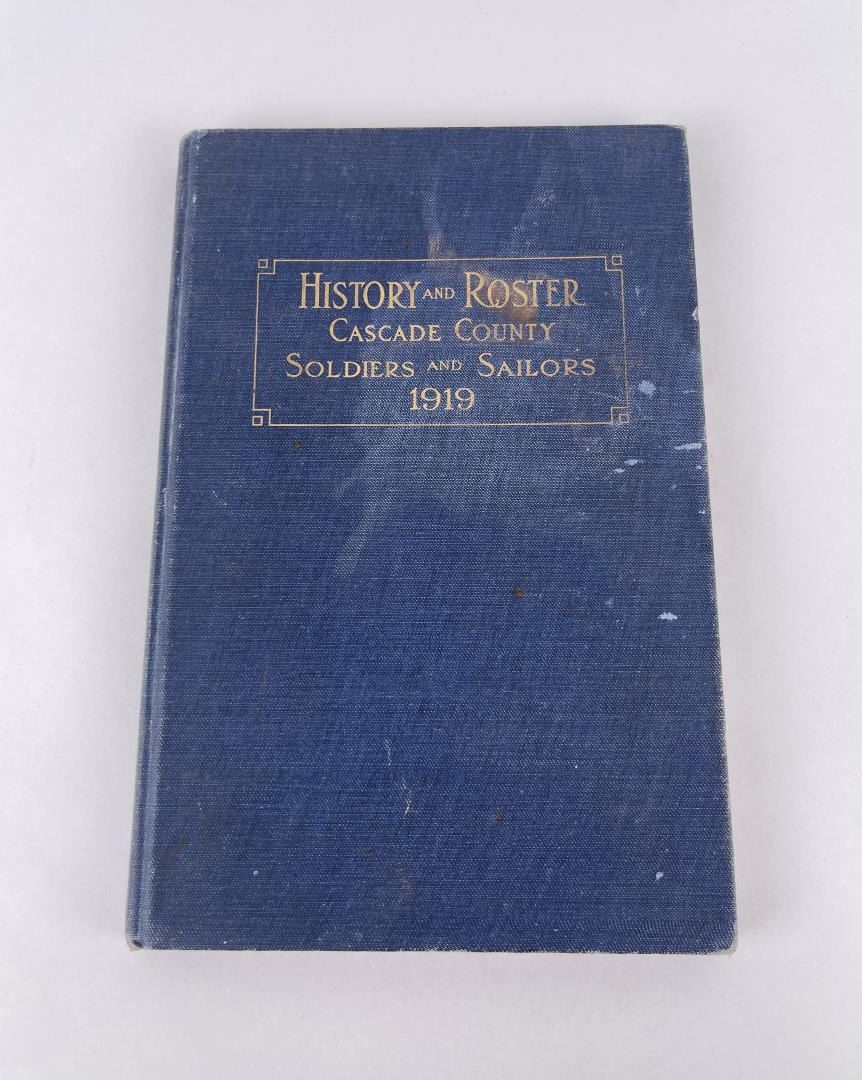 HISTORY AND ROSTER
CASCADE COUNTY
SOLDIERS AND SAILORS
1919